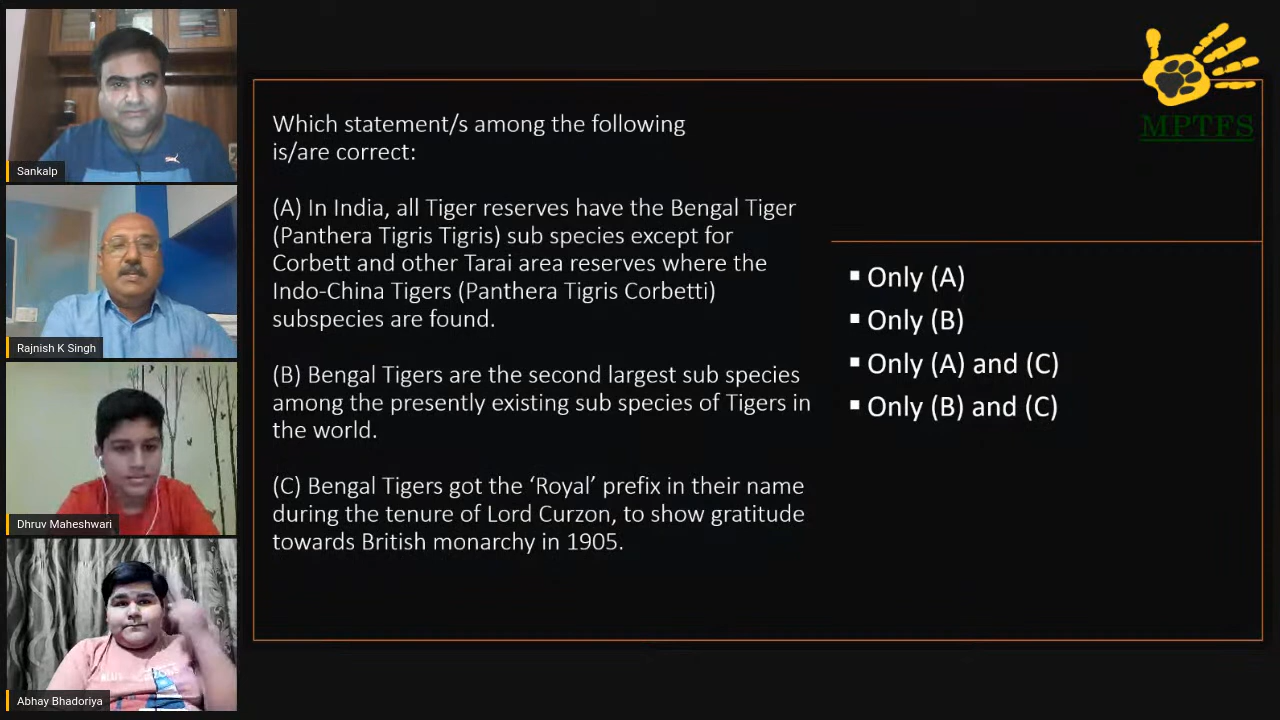 Sankalp
Rajnish K Singh
Dhruv Maheshwari
Abhay Bhadoriya
Which statement/s among the following
is/are correct:
(A) In India, all Tiger reserves have the Bengal Tiger
(Panthera Tigris Tigris) sub species except for
Corbett and other Tarai area reserves where the
Indo-China Tigers (Panthera Tigris Corbetti)
subspecies are found.
(B) Bengal Tigers are the second largest sub species
among the presently existing sub species of Tigers in
the world.
(C) Bengal Tigers got the ‘Royal’ prefix in their name
during the tenure of Lord Curzon, to show gratitude
towards British monarchy in 1905.
MPTFS
▪ Only (A)
▪ Only (B)
▪ Only (A) and (C)
▪ Only (B) and (C)